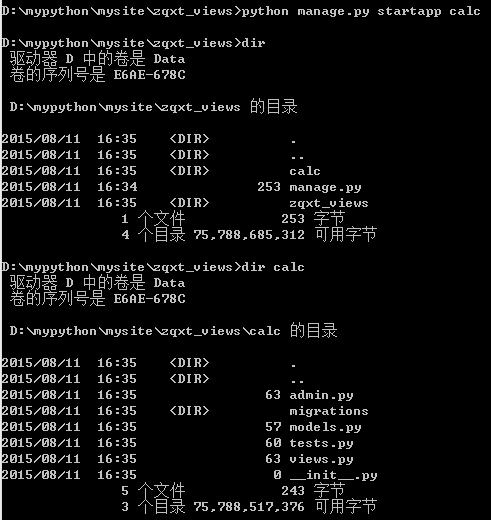 D:\mypython\mysite\zqxt_views>python manage.py startapp calc
D:\mypython\mysite\zqxt_views>dir
驱动器 D 中的卷是 Data
卷的序列号是 E6AE-678C
D:\mypython\mysite\zqxt_views 的目录
2015/08/11  16:35    <DIR>          .
2015/08/11  16:35    <DIR>          ..
2015/08/11  16:35    <DIR>          calc
2015/08/11  16:34               253 manage.py
2015/08/11  16:35    <DIR>          zqxt_views
1 个文件            253 字节
4 个目录 75,788,685,312 可用字节
D:\mypython\mysite\zqxt_views>dir calc
驱动器 D 中的卷是 Data
卷的序列号是 E6AE-678C
D:\mypython\mysite\zqxt_views\calc 的目录
2015/08/11  16:35    <DIR>          .
2015/08/11  16:35    <DIR>          ..
2015/08/11  16:35                63 admin.py
2015/08/11  16:35    <DIR>          migrations
2015/08/11  16:35                57 models.py
2015/08/11  16:35                60 tests.py
2015/08/11  16:35                63 views.py
2015/08/11  16:35                 0 __init__.py
5 个文件            243 字节
3 个目录 75,788,517,376 可用字节